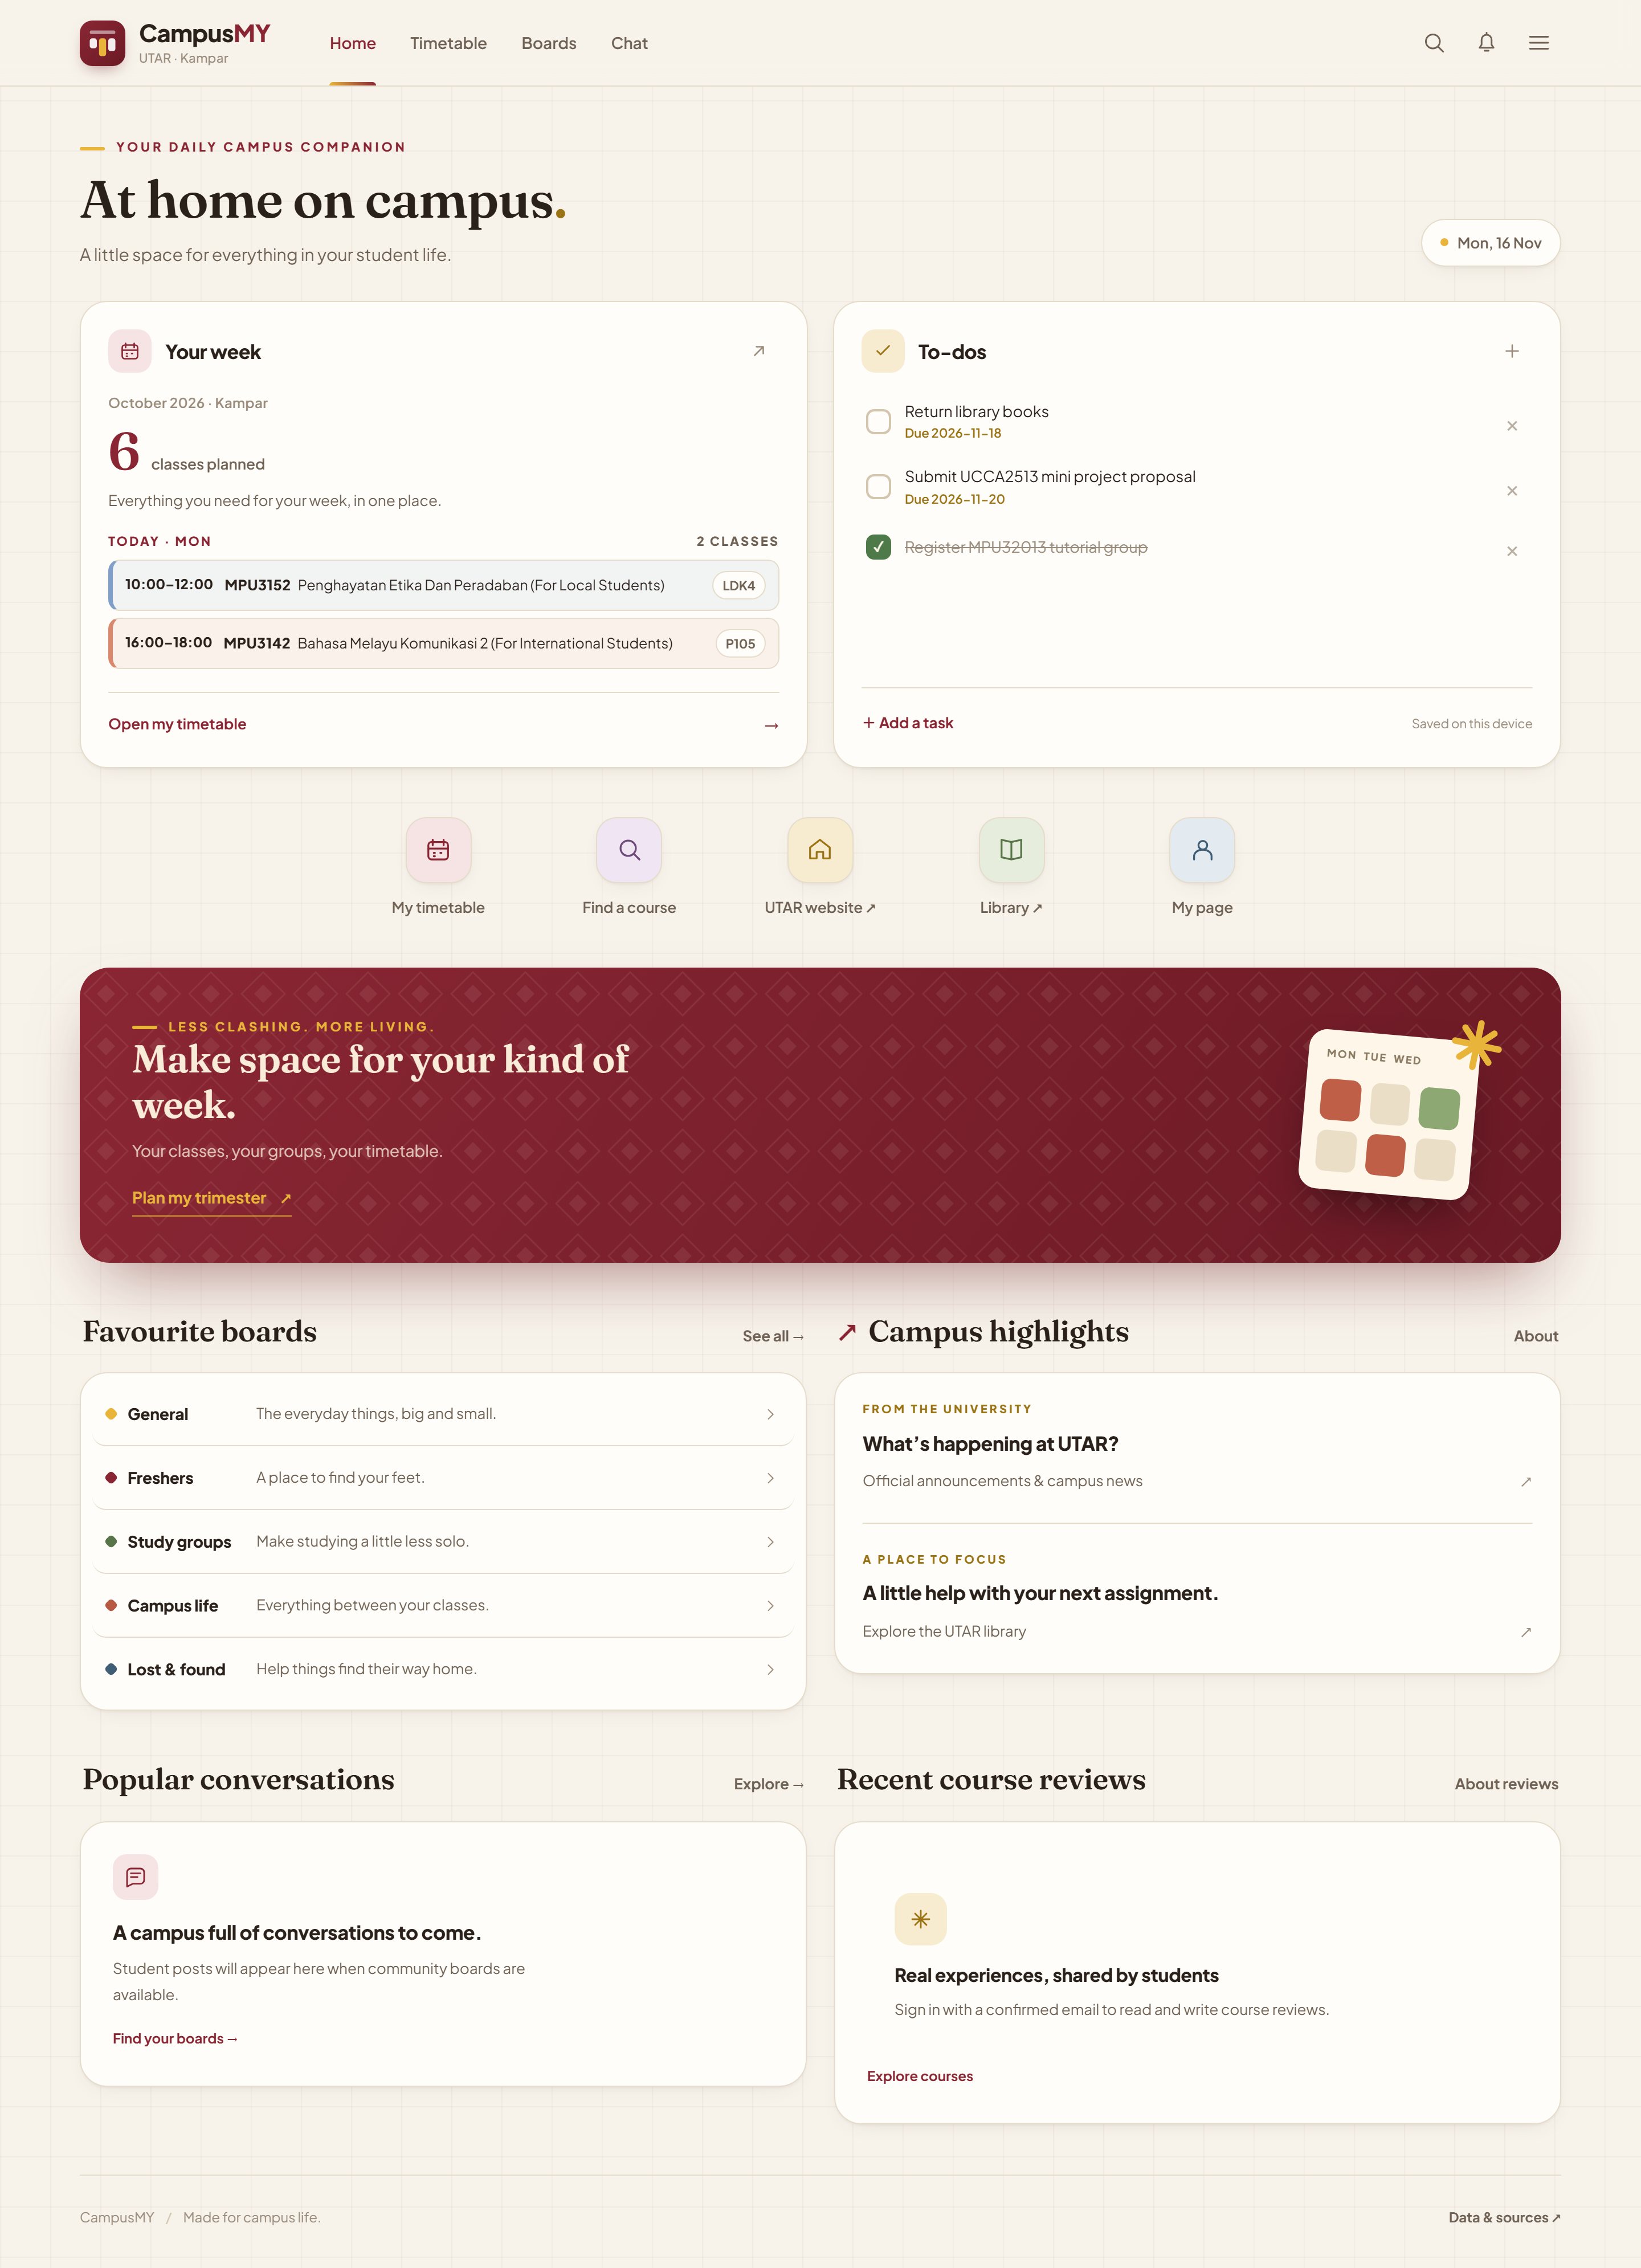 CampusMY
UTAR · Kampar
Home
Timetable
Boards
Chat
YOUR DAILY CAMPUS COMPANION
At home on campus.
A little space for everything in your student life.
Mon, 16 Nov
Your week
October 2026 · Kampar
6 classes planned
Everything you need for your week, in one place.
TODAY · MON
2 CLASSES
10:00–12:00 MPU3152 Penghayatan Etika Dan Peradaban (For Local Students) LDK4
16:00–18:00 MPU3142 Bahasa Melayu Komunikasi 2 (For International Students) P105
Open my timetable →
To-dos
Return library books
Due 2026-11-18
Submit UCCA2513 mini project proposal
Due 2026-11-20
Register MPU32013 tutorial group
+ Add a task
Saved on this device
My timetable
Find a course
UTAR website ↗
Library ↗
My page
LESS CLASHING. MORE LIVING.
Make space for your kind of
week.
Your classes, your groups, your timetable.
Plan my trimester ↗
MON TUE WED
Favourite boards
See all →
General The everyday things, big and small.
Freshers A place to find your feet.
Study groups Make studying a little less solo.
Campus life Everything between your classes.
Lost & found Help things find their way home.
↗ Campus highlights
About
FROM THE UNIVERSITY
What’s happening at UTAR?
Official announcements & campus news ↗
A PLACE TO FOCUS
A little help with your next assignment.
Explore the UTAR library ↗
Popular conversations
Explore →
A campus full of conversations to come.
Student posts will appear here when community boards are
available.
Find your boards →
Recent course reviews
About reviews
Real experiences, shared by students
Sign in with a confirmed email to read and write course reviews.
Explore courses
CampusMY / Made for campus life.
Data & sources ↗